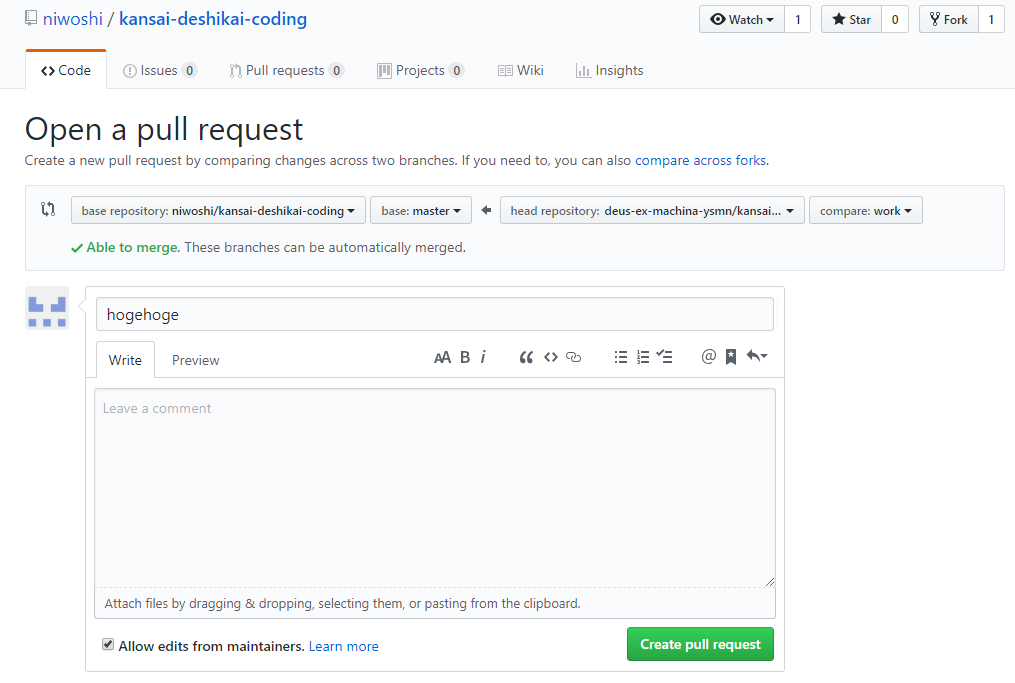 niwoshi / kansai-deshikai-coding
Watch 1 Star 0 Fork 1
Code Issues 0 Pull requests 0 Projects 0 Wiki Insights
Open a pull request
Create a new pull request by comparing changes across two branches. If you need to, you can also compare across forks.
base repository: niwoshi/kansai-deshikai-coding base: master head repository: deus-ex-machina-ysmn/kansai... compare: work
Able to merge. These branches can be automatically merged.
hogehoge
Write Preview AA B i @
Leave a comment
Attach files by dragging & dropping, selecting them, or pasting from the clipboard.
Allow edits from maintainers. Learn more Create pull request